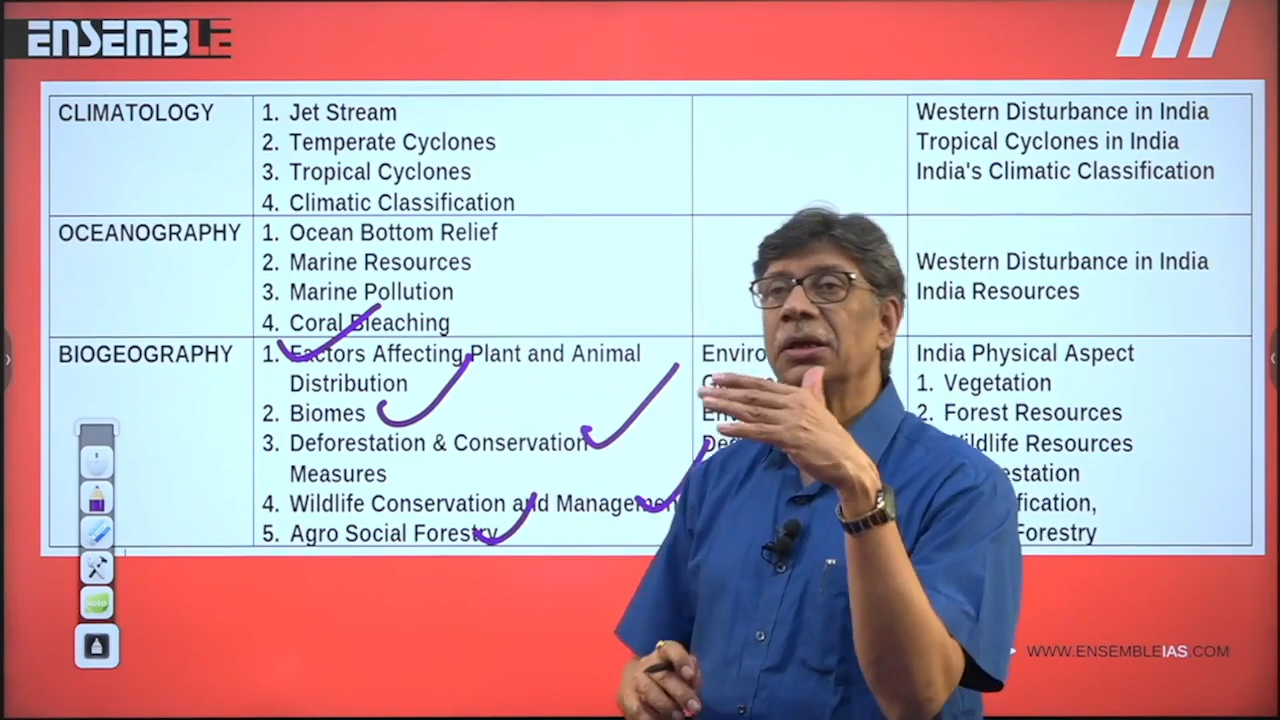 ENSEMBLE
CLIMATOLOGY
1. Jet Stream
2. Temperate Cyclones
3. Tropical Cyclones
4. Climatic Classification
Western Disturbance in India
Tropical Cyclones in India
India's Climatic Classification
OCEANOGRAPHY
1. Ocean Bottom Relief
2. Marine Resources
3. Marine Pollution
4. Coral Bleaching
Western Disturbance in India
India Resources
BIOGEOGRAPHY
1. Factors Affecting Plant and Animal
Distribution
2. Biomes
3. Deforestation & Conservation
Measures
4. Wildlife Conservation and Management
5. Agro Social Forestry
India Physical Aspect
1. Vegetation
2. Forest Resources
Wildlife Resources
Forestry
WWW.ENSEMBLEIAS.COM